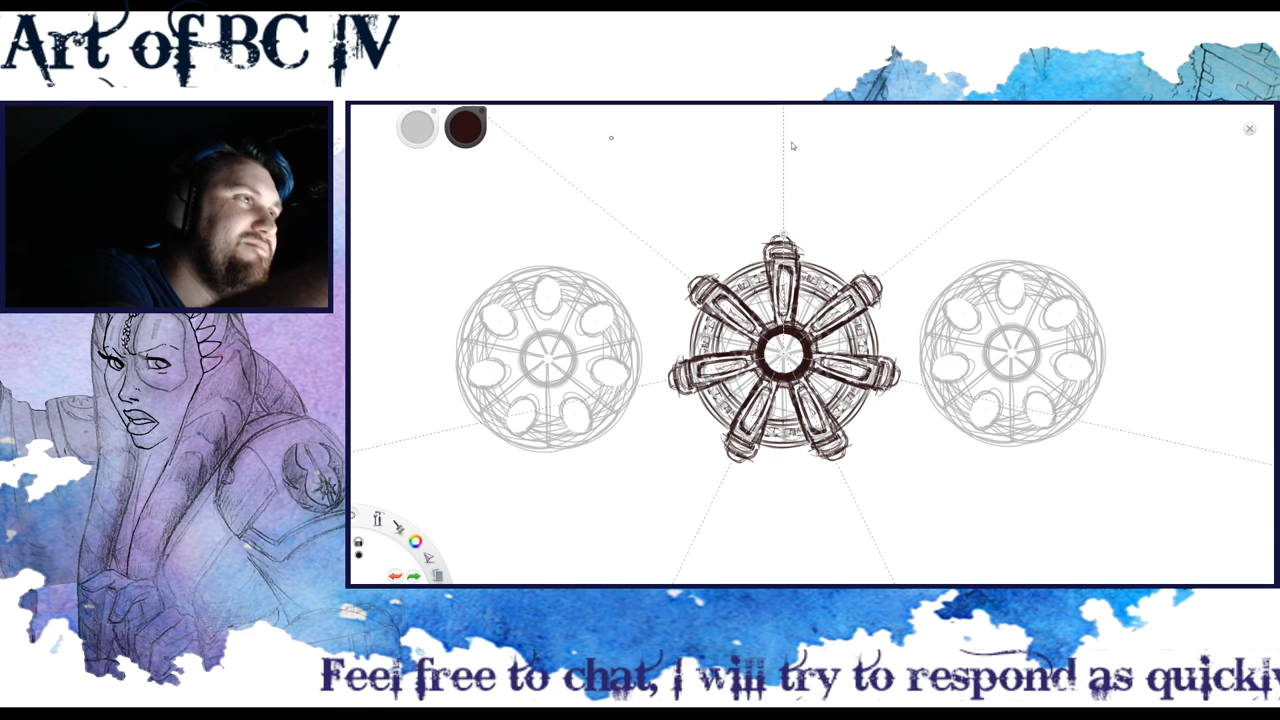 Art of BC IV
Feel free to chat, I will try to respond as quickly